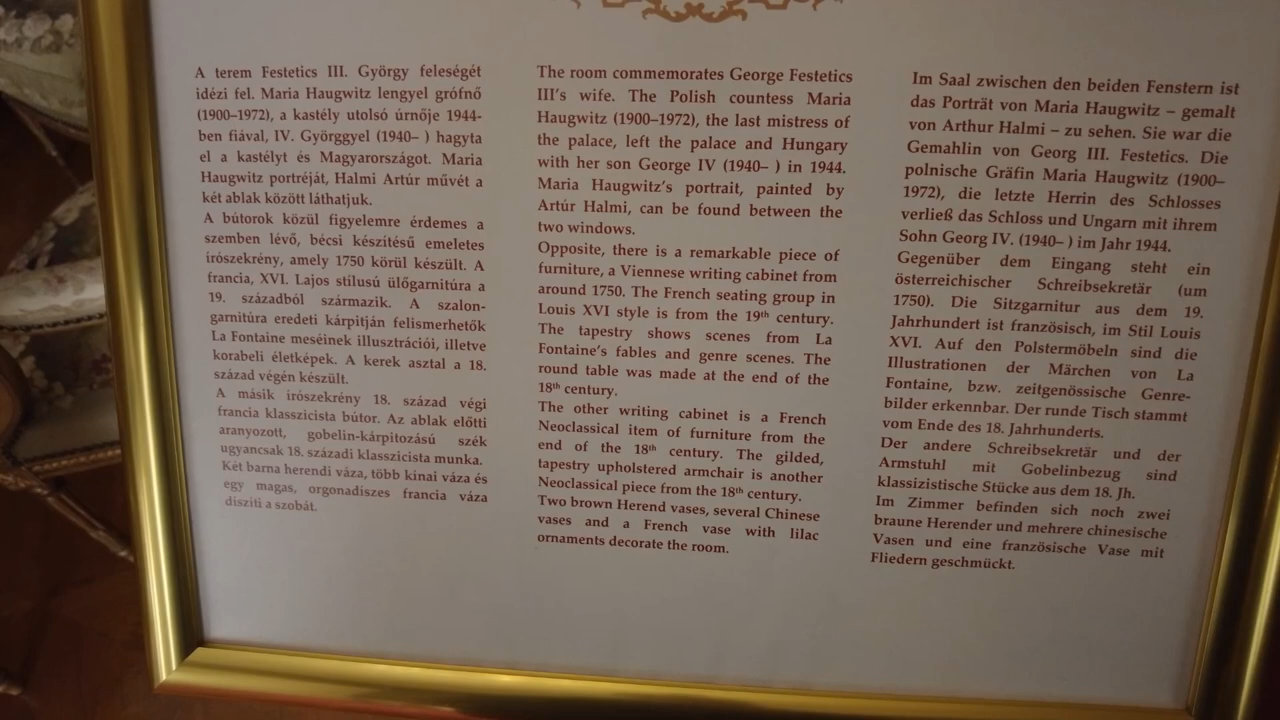 A terem Festetics III. György feleségét
idézi fel. Maria Haugwitz lengyel grófnő
(1900–1972), a kastély utolsó úrnője 1944-
ben fiával, IV. Györggyel (1940– ) hagyta
el a kastélyt és Magyarországot. Maria
Haugwitz portréját, Halmi Artúr művét a
két ablak között láthatjuk.
A bútorok közül figyelemre érdemes a
szemben lévő, bécsi készítésű emeletes
írószekrény, amely 1750 körül készült. A
francia, XVI. Lajos stílusú ülőgarnitúra a
19. századból származik. A szalon-
garnitúra eredeti kárpitján felismerhetők
La Fontaine meséinek illusztrációi, illetve
korabeli életképek. A kerek asztal a 18.
század végén készült.
A másik írószekrény 18. század végi
francia klasszicista bútor. Az ablak előtti
aranyozott, gobelin-kárpitozású szék
ugyancsak 18. századi klasszicista munka.
Két barna herendi váza, több kínai váza és
egy magas, orgonadíszes francia váza
díszíti a szobát.
The room commemorates George Festetics
III's wife. The Polish countess Maria
Haugwitz (1900–1972), the last mistress of
the palace, left the palace and Hungary
with her son George IV (1940– ) in 1944.
Maria Haugwitz's portrait, painted by
Artúr Halmi, can be found between the
two windows.
Opposite, there is a remarkable piece of
furniture, a Viennese writing cabinet from
around 1750. The French seating group in
Louis XVI style is from the 19th century.
The tapestry shows scenes from La
Fontaine's fables and genre scenes. The
round table was made at the end of the
18th century.
The other writing cabinet is a French
Neoclassical item of furniture from the
end of the 18th century. The gilded,
tapestry upholstered armchair is another
Neoclassical piece from the 18th century.
Two brown Herend vases, several Chinese
vases and a French vase with lilac
ornaments decorate the room.
Im Saal zwischen den beiden Fenstern ist
das Porträt von Maria Haugwitz – gemalt
von Arthur Halmi – zu sehen. Sie war die
Gemahlin von Georg III. Festetics. Die
polnische Gräfin Maria Haugwitz (1900–
1972), die letzte Herrin des Schlosses
verließ das Schloss und Ungarn mit ihrem
Sohn Georg IV. (1940– ) im Jahr 1944.
Gegenüber dem Eingang steht ein
österreichischer Schreibsekretär (um
1750). Die Sitzgarnitur aus dem 19.
Jahrhundert ist französisch, im Stil Louis
XVI. Auf den Polstermöbeln sind die
Illustrationen der Märchen von La
Fontaine, bzw. zeitgenössische Genre-
bilder erkennbar. Der runde Tisch stammt
vom Ende des 18. Jahrhunderts.
Der andere Schreibsekretär und der
Armstuhl mit Gobelinbezug sind
klassizistische Stücke aus dem 18. Jh.
Im Zimmer befinden sich noch zwei
braune Herender und mehrere chinesische
Vasen und eine französische Vase mit
Fliedern geschmückt.